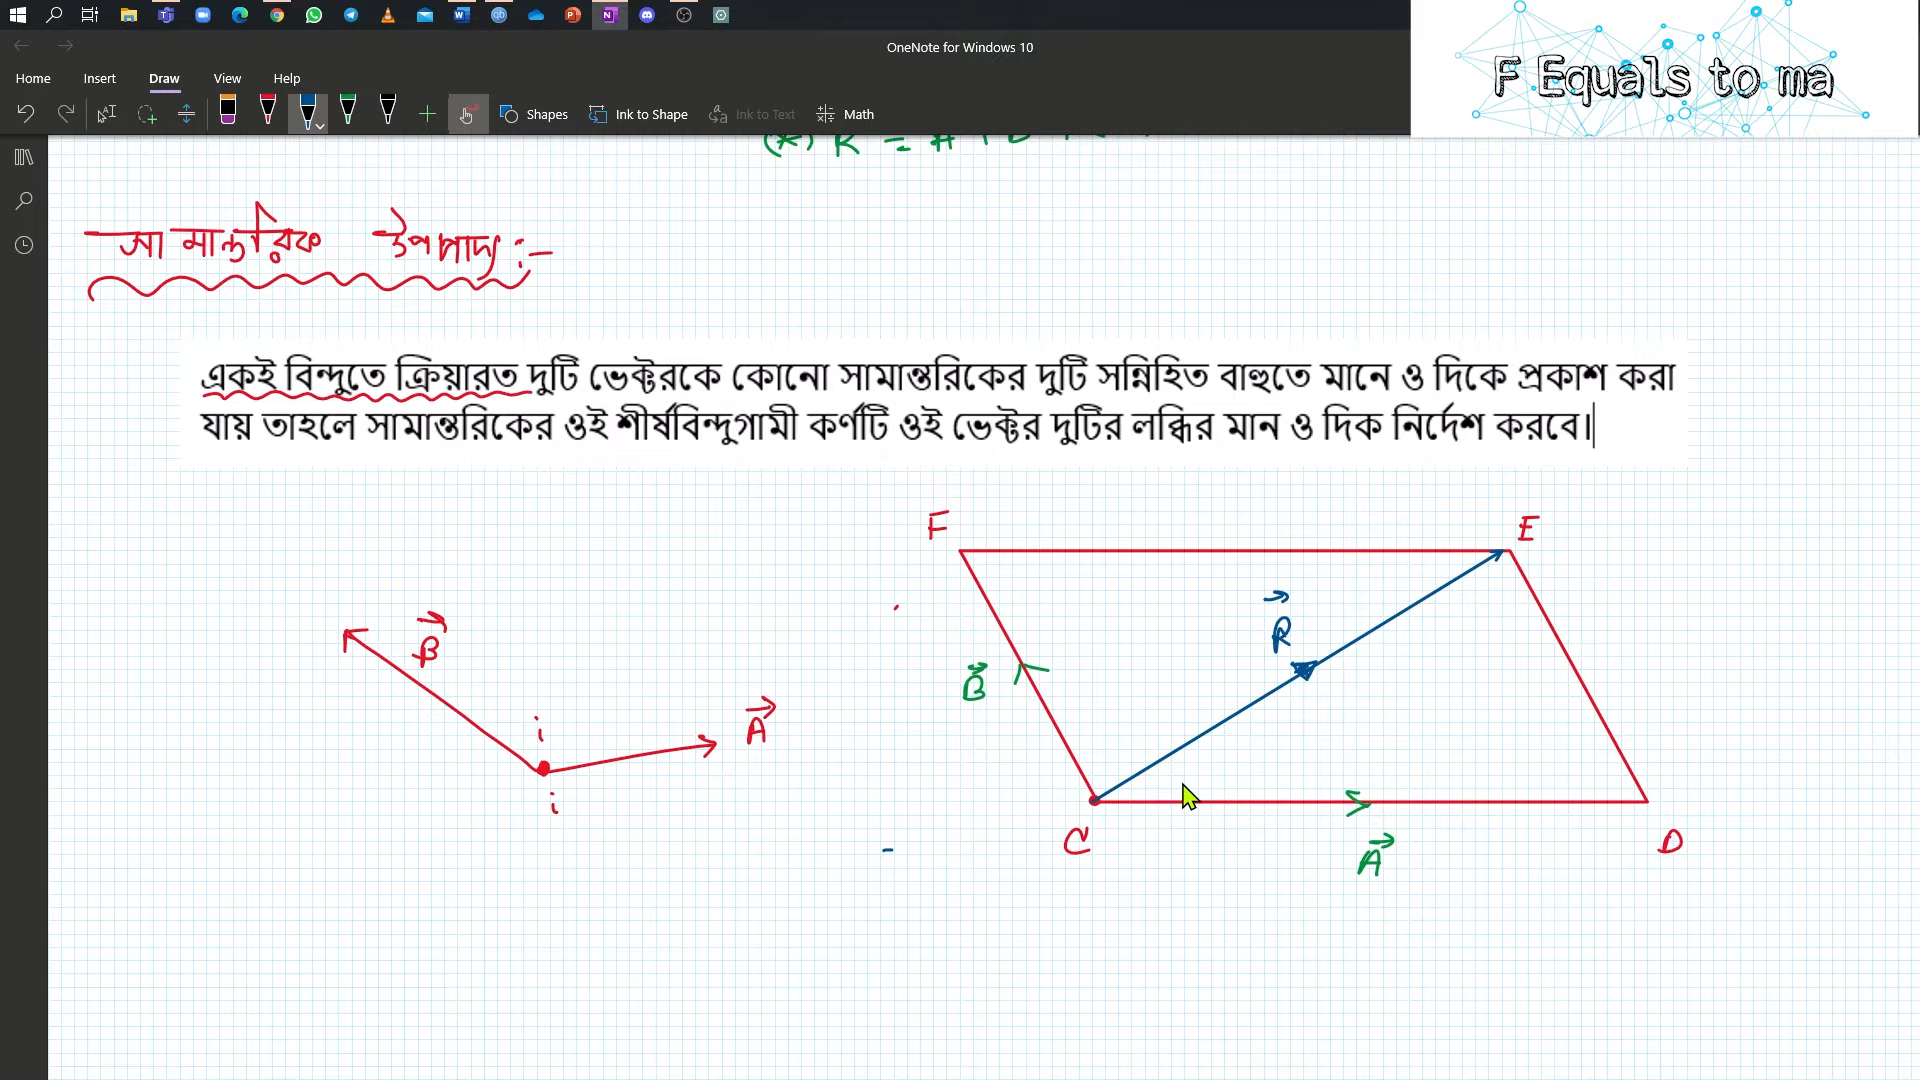 OneNote for Windows 10
F Equals to ma
Home Insert Draw View Help
Shapes Ink to Shape Ink to Text Math
সামান্তরিক উপপাদ্য :-
একই বিন্দুতে ক্রিয়ারত দুটি ভেক্টরকে কোনো সামান্তরিকের দুটি সন্নিহিত বাহুতে মানে ও দিকে প্রকাশ করা
যায় তাহলে সামান্তরিকের ওই শীর্ষবিন্দুগামী কর্ণটি ওই ভেক্টর দুটির লব্ধির মান ও দিক নির্দেশ করবে।
F E
B⃗ R⃗
B⃗ A⃗
C A⃗ D